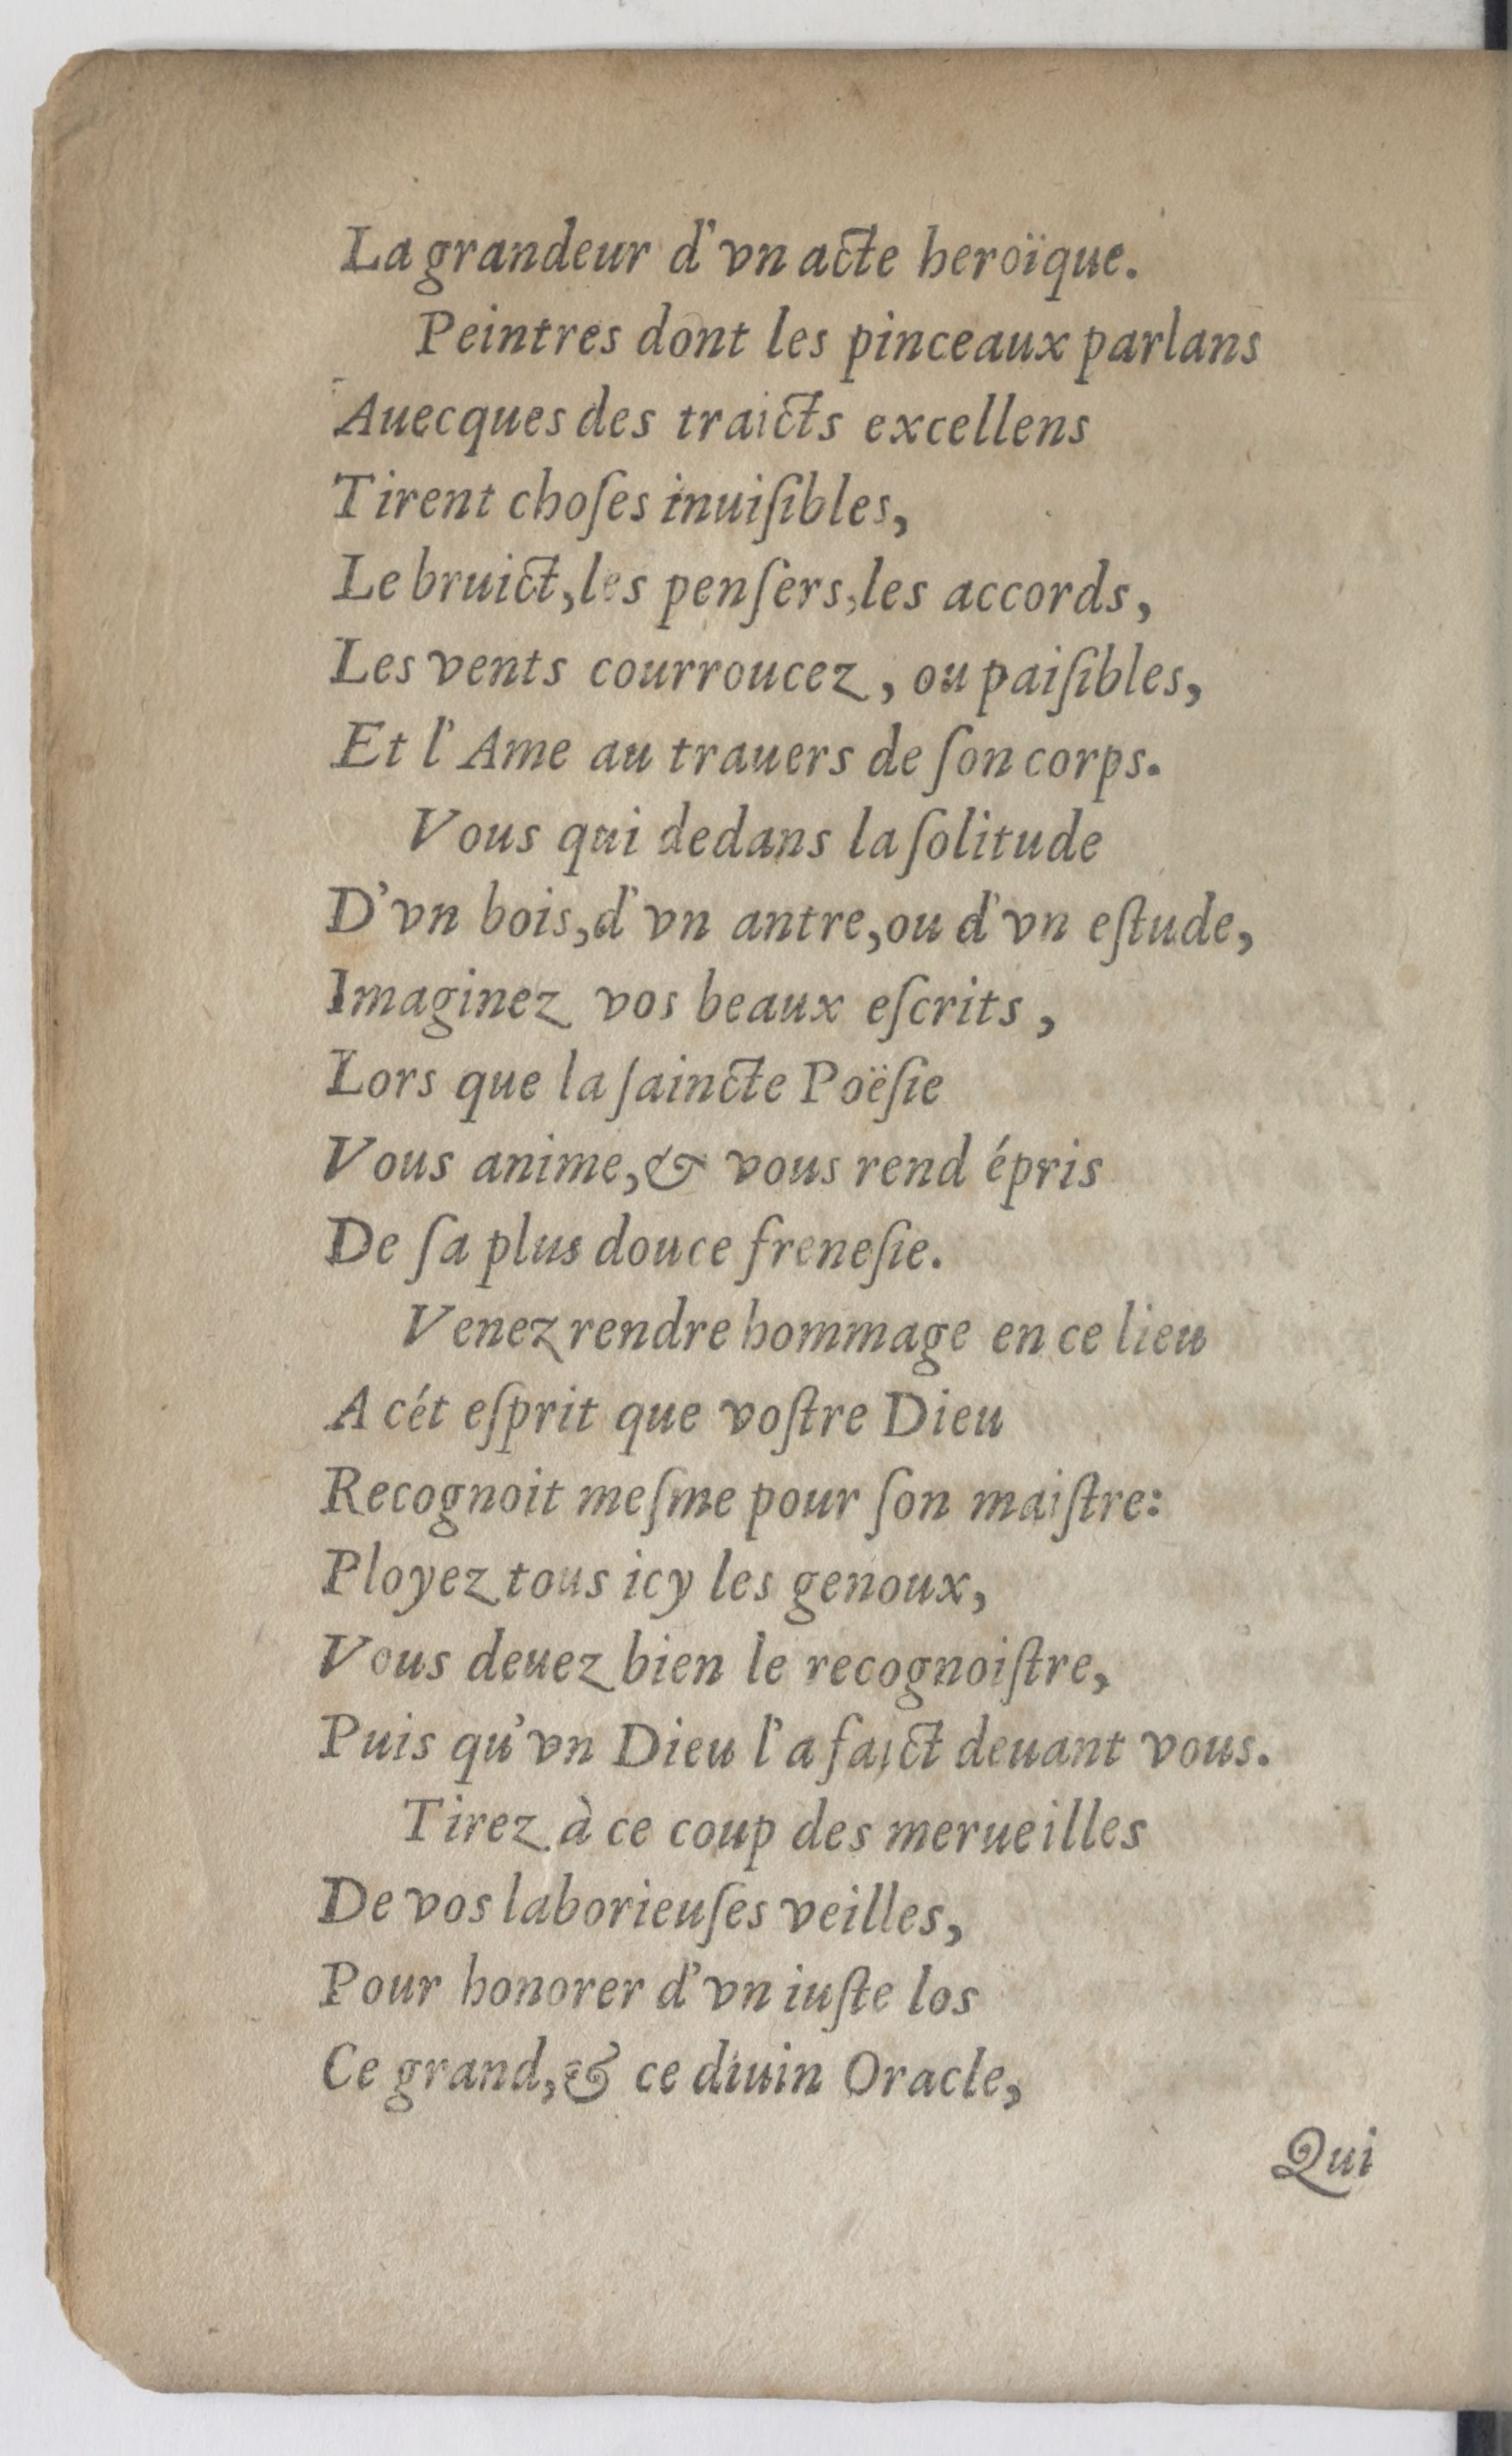 La grandeur d'vn acte heroïque.
Peintres dont les pinceaux parlans
Auecques des traicts excellens
Tirent choſes inuiſibles,
Le bruict, les penſers, les accords,
Les vents courroucez, ou paiſibles,
Et l'Ame au trauers de ſon corps.
Vous qui dedans la ſolitude
D'vn bois, d'vn antre, ou d'vn eſtude,
Imaginez vos beaux eſcrits,
Lors que la ſaincte Poëſie
Vous anime, & vous rend épris
De ſa plus douce freneſie.
Venez rendre hommage en ce lieu
A cét eſprit que voſtre Dieu
Recognoit meſme pour ſon maiſtre:
Ployez tous icy les genoux,
Vous deuez bien le recognoiſtre,
Puis qu'vn Dieu l'a faict deuant vous.
Tirez à ce coup des merueilles
De vos laborieuſes veilles,
Pour honorer d'vn iuſte los
Ce grand, & ce diuin Oracle,
Qui